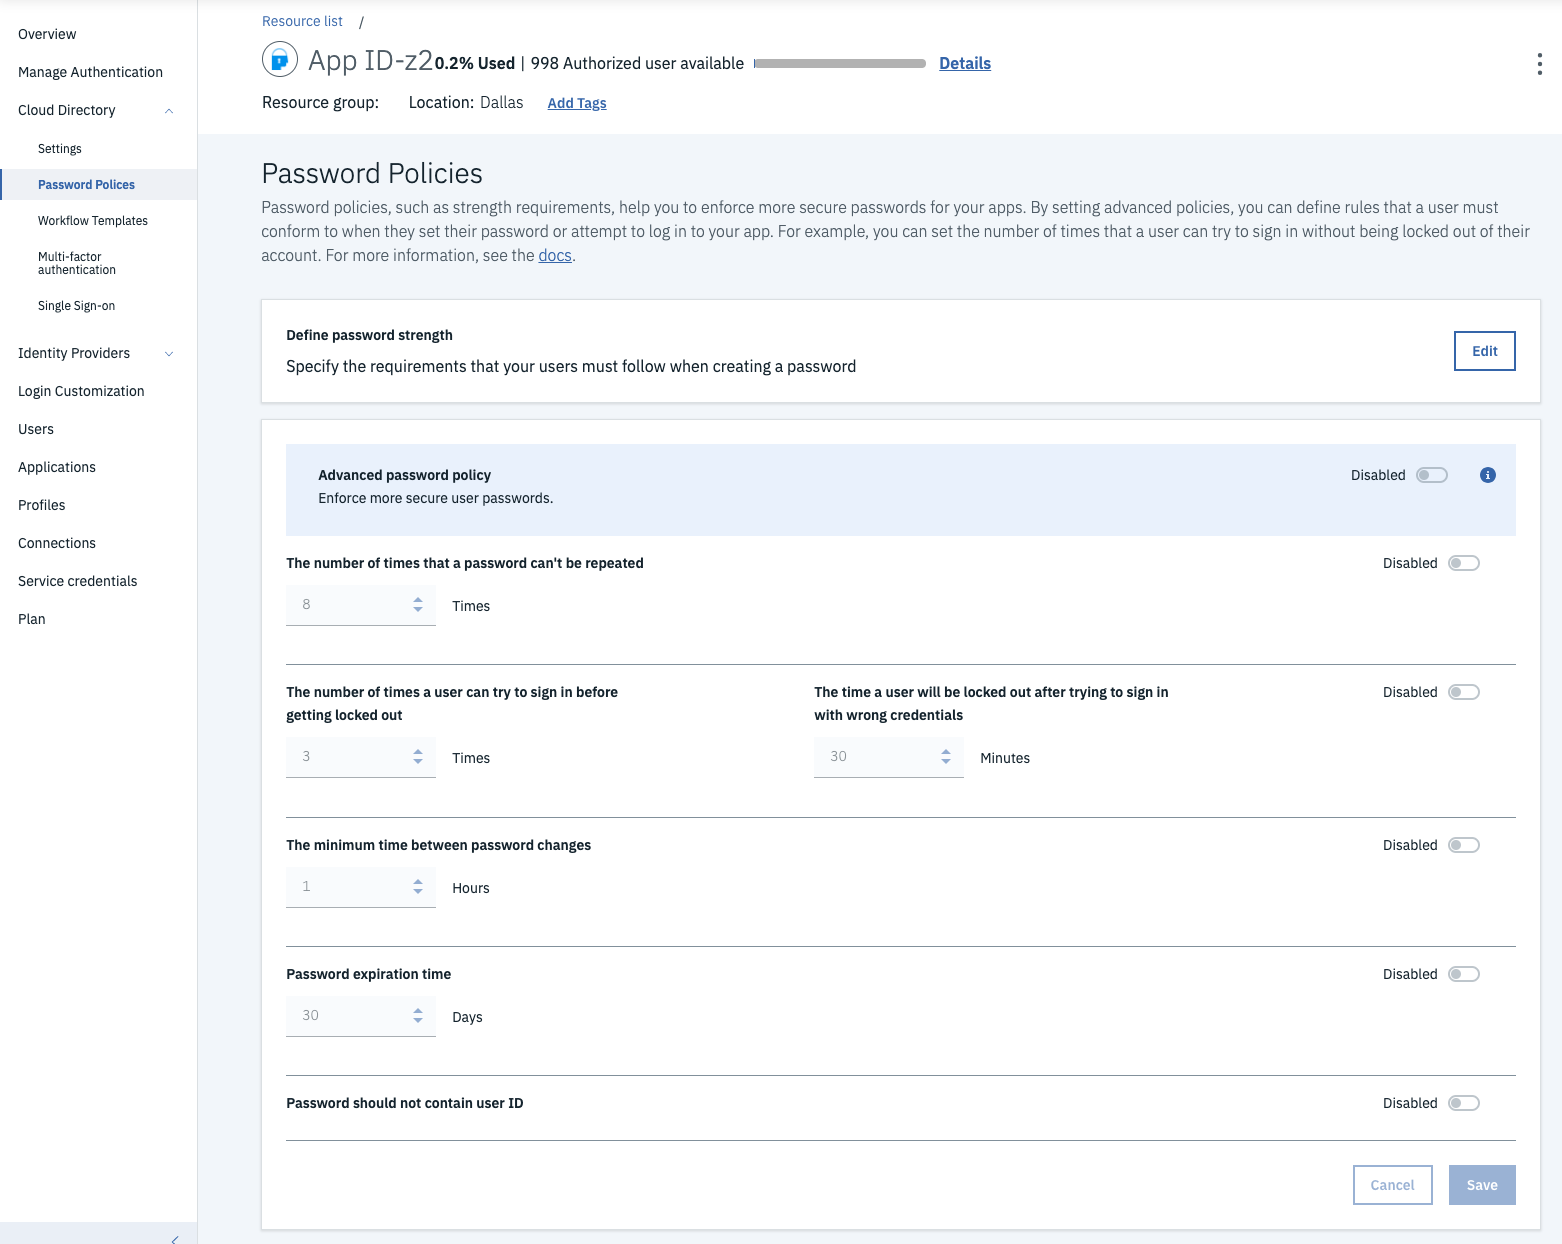 Overview
Manage Authentication
Cloud Directory
Settings
Password Polices
Workflow Templates
Multi-factor
authentication
Single Sign-on
Identity Providers
Login Customization
Users
Applications
Profiles
Connections
Service credentials
Plan
Resource list /
App ID-z2 0.2% Used | 998 Authorized user available Details
Resource group: Location: Dallas Add Tags
Password Policies
Password policies, such as strength requirements, help you to enforce more secure passwords for your apps. By setting advanced policies, you can define rules that a user must
conform to when they set their password or attempt to log in to your app. For example, you can set the number of times that a user can try to sign in without being locked out of their
account. For more information, see the docs.
Define password strength
Specify the requirements that your users must follow when creating a password
Edit
Advanced password policy
Enforce more secure user passwords.
Disabled
The number of times that a password can't be repeated
Disabled
8 Times
The number of times a user can try to sign in before
getting locked out
3 Times
The time a user will be locked out after trying to sign in
with wrong credentials
30 Minutes
Disabled
The minimum time between password changes
Disabled
1 Hours
Password expiration time
Disabled
30 Days
Password should not contain user ID
Disabled
Cancel
Save